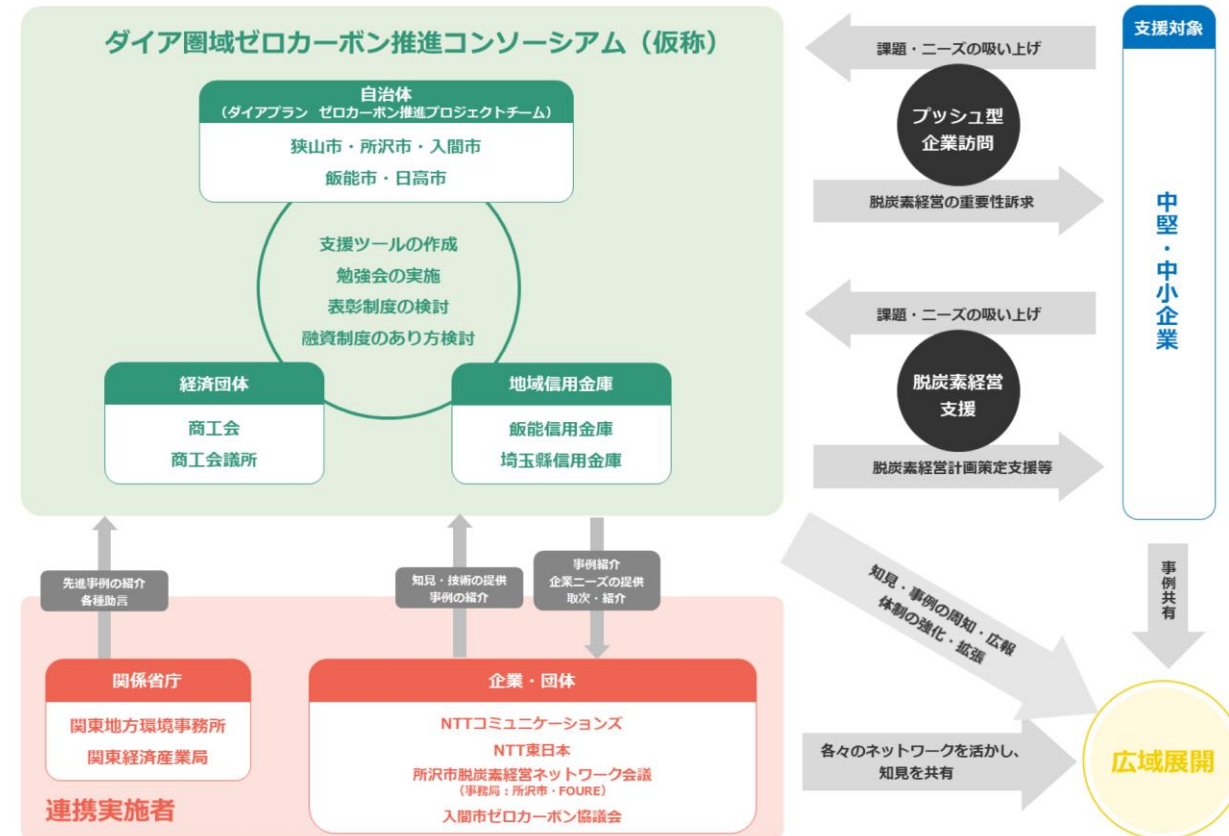 ダイア圏域ゼロカーボン推進コンソーシアム（仮称）
自治体
（ダイアプラン ゼロカーボン推進プロジェクトチーム）
狭山市・所沢市・入間市
飯能市・日高市
支援ツールの作成
勉強会の実施
表彰制度の検討
融資制度のあり方検討
経済団体
商工会
商工会議所
地域信用金庫
飯能信用金庫
埼玉縣信用金庫
課題・ニーズの吸い上げ
プッシュ型
企業訪問
脱炭素経営の重要性訴求
課題・ニーズの吸い上げ
脱炭素経営
支援
脱炭素経営計画策定支援等
支援対象
中堅・中小企業
先進事例の紹介
各種助言
知見・技術の提供
事例の紹介
事例紹介
企業ニーズの提供
取次・紹介
知見・事例の周知・広報
体制の強化・拡張
事例共有
関係省庁
関東地方環境事務所
関東経済産業局
連携実施者
企業・団体
NTTコミュニケーションズ
NTT東日本
所沢市脱炭素経営ネットワーク会議
（事務局：所沢市・FOURE）
入間市ゼロカーボン協議会
各々のネットワークを活かし、
知見を共有
広域展開